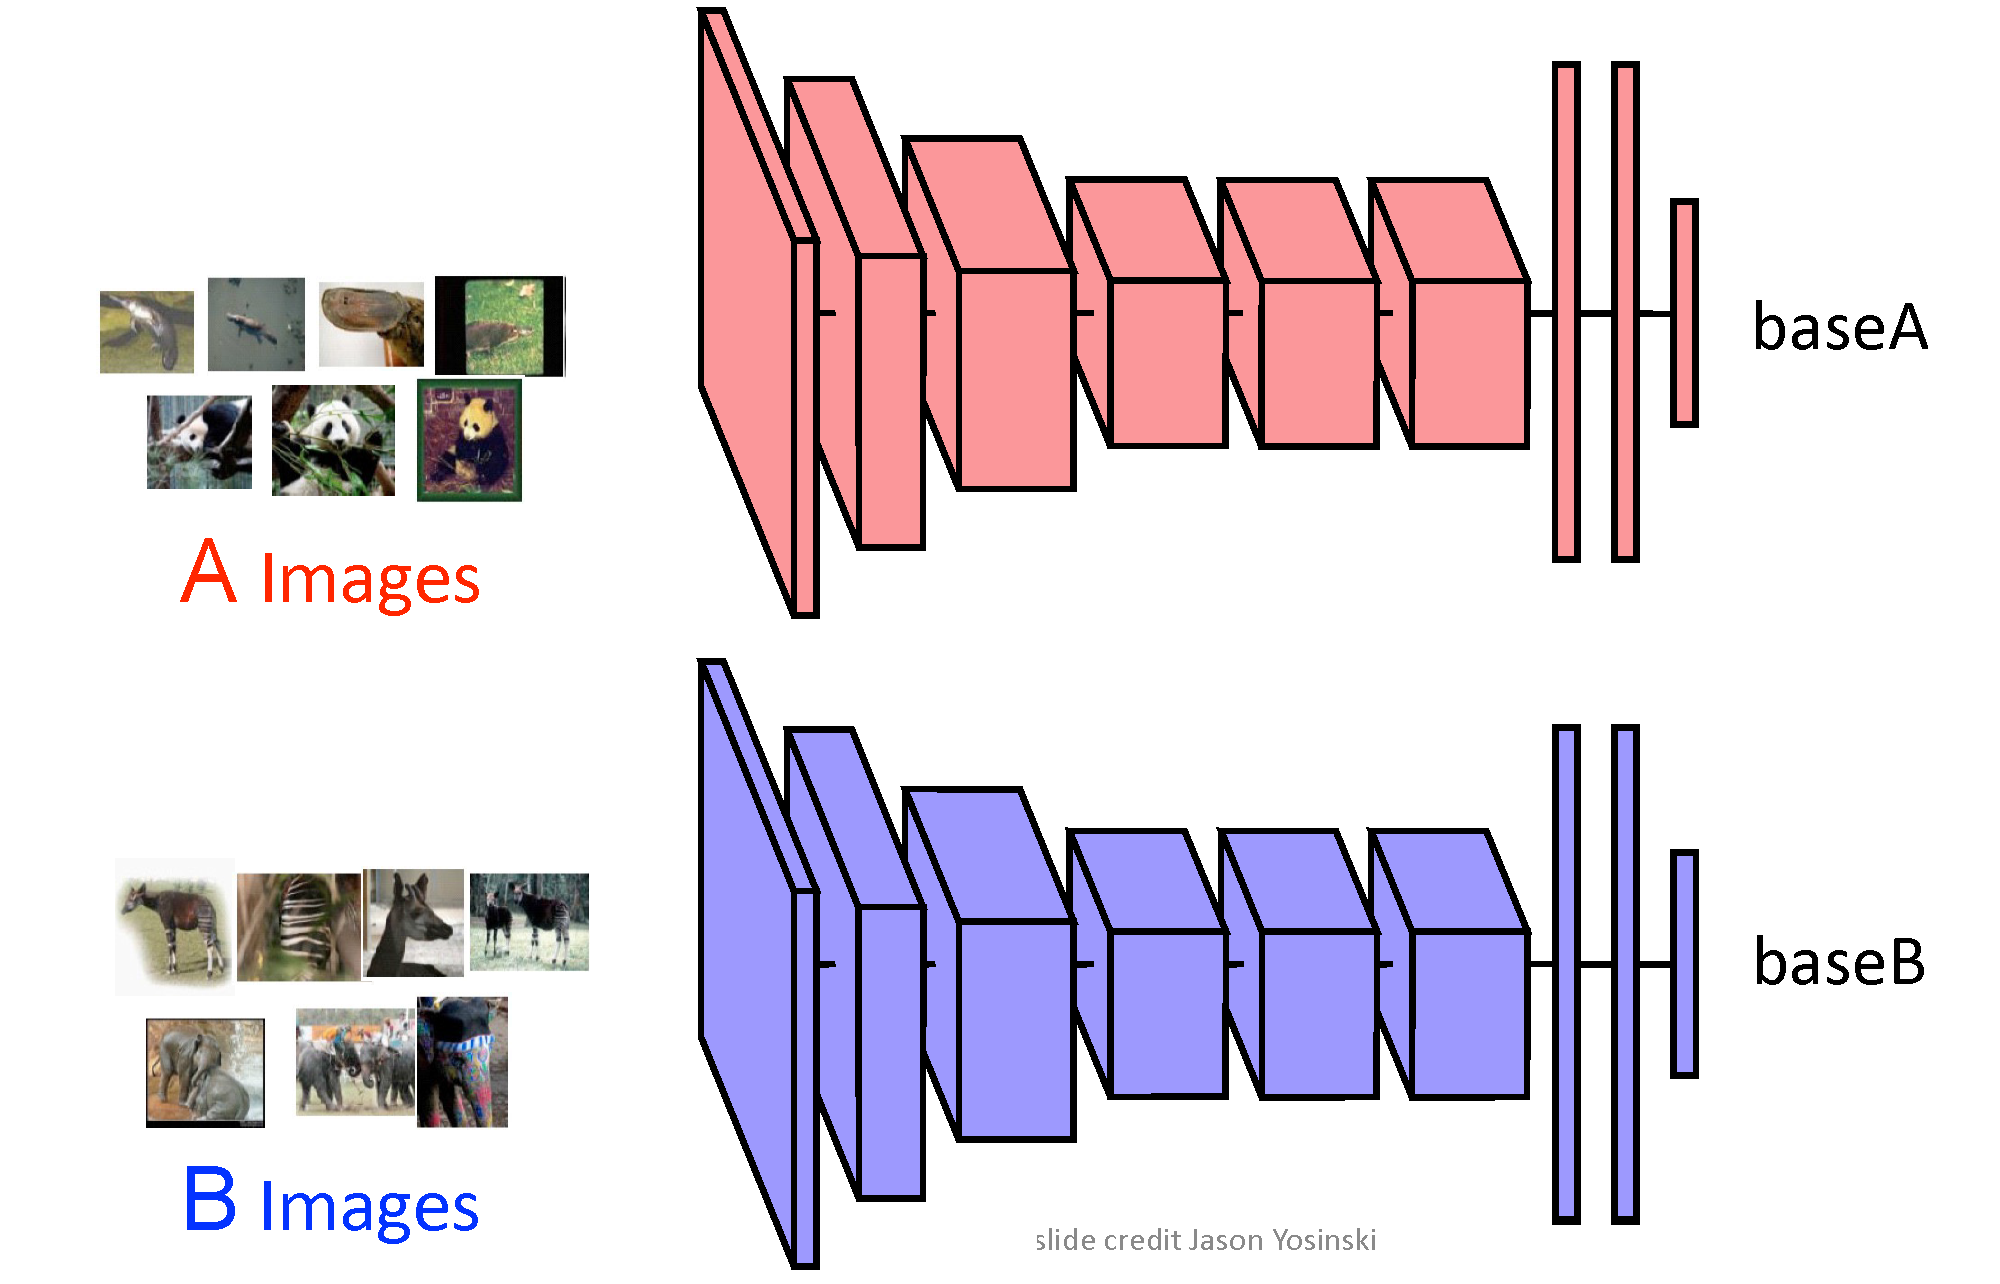 baseA
A Images
baseB
B Images
slide credit Jason Yosinski